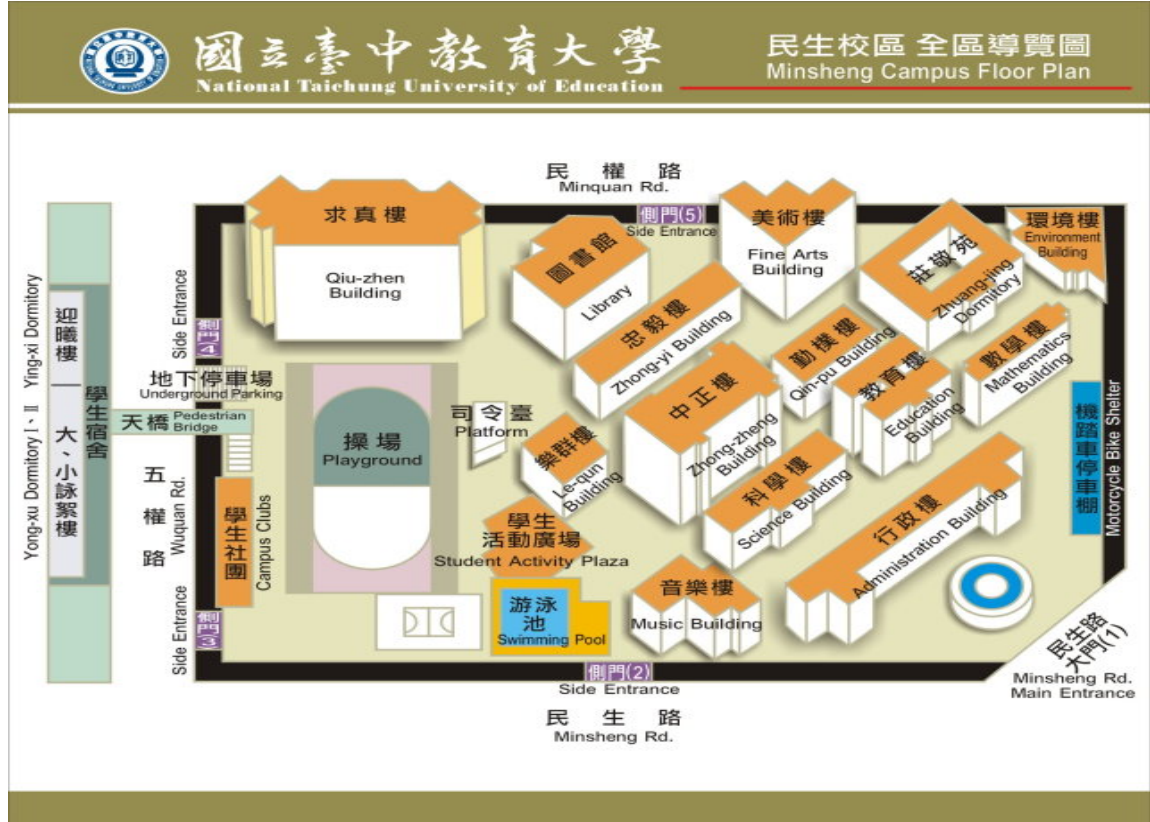 國立臺中教育大學
National Taichung University of Education
民生校區 全區導覽圖
Minsheng Campus Floor Plan
民 權 路
Minquan Rd.
求真樓
Qiu-zhen
Building
圖書館
Library
側門(5)
Side Entrance
美術樓
Fine Arts
Building
莊敬苑
Zhuang-jing
Dormitory
環境樓
Environment
Building
忠毅樓
Zhong-yi Building
勤樸樓
Qin-pu Building
數學樓
Mathematics
Building
教育樓
Education
Building
中正樓
Zhong-zheng
Building
機踏車停車棚
Motorcycle Bike Shelter
Side Entrance
側門4
地下停車場
Underground Parking
天橋
Pedestrian
Bridge
迎曦樓
大、小詠絮樓
學生宿舍
Ying-xi Dormitory
Yong-xu Dormitory I、II
五 權 路
Wuquan Rd.
學生社團
Campus Clubs
Side Entrance
側門3
操場
Playground
司令臺
Platform
樂群樓
Le-qun
Building
學生
活動廣場
Student Activity Plaza
游泳
池
Swimming Pool
科學樓
Science Building
音樂樓
Music Building
行政樓
Administration Building
側門(2)
Side Entrance
民 生 路
Minsheng Rd.
民生路
大門(1)
Minsheng Rd.
Main Entrance